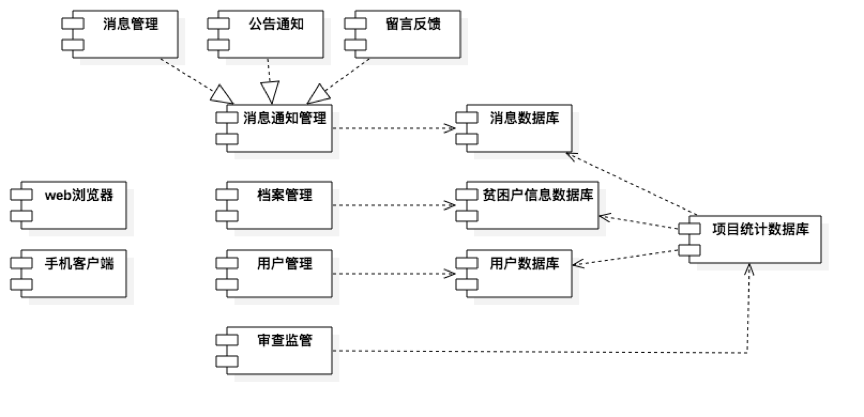 消息管理
公告通知
留言反馈
消息通知管理
消息数据库
web浏览器
档案管理
贫困户信息数据库
项目统计数据库
手机客户端
用户管理
用户数据库
审查监管